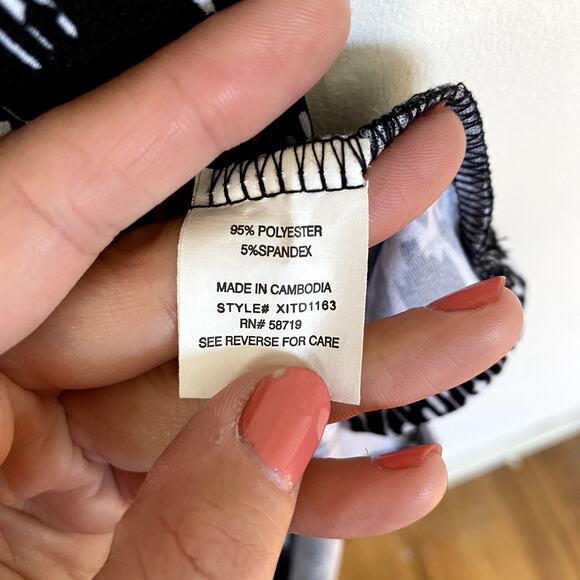 95% POLYESTER
5%SPANDEX
MADE IN CAMBODIA
STYLE# XITD1163
RN# 58719
SEE REVERSE FOR CARE